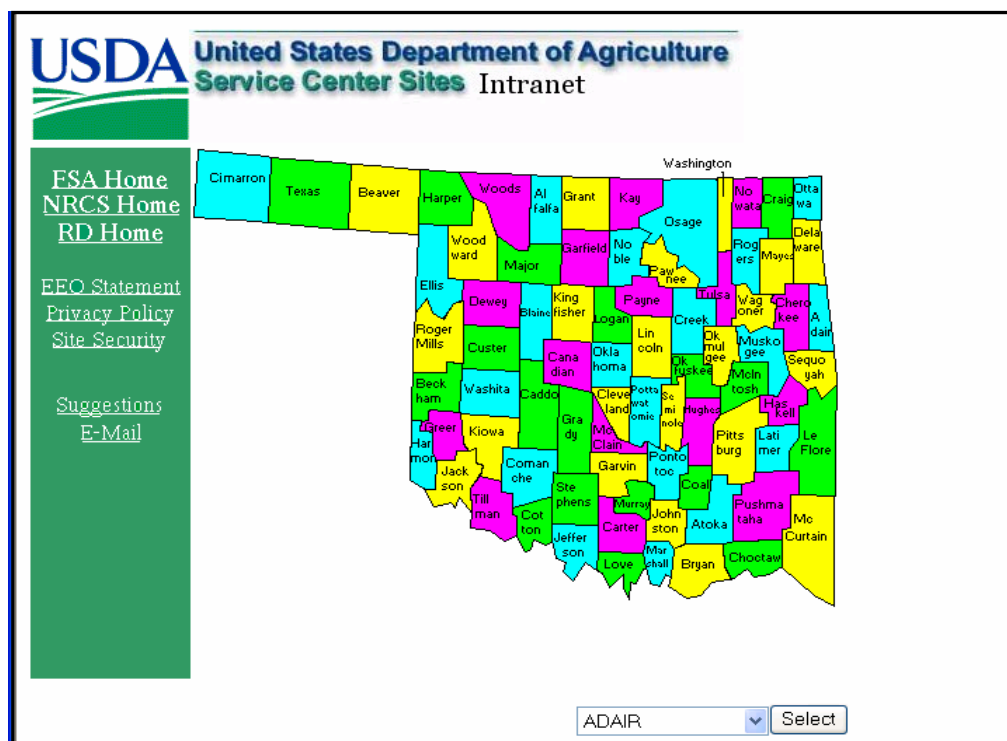 USDA
United States Department of Agriculture
Service Center Sites Intranet
FSA Home
NRCS Home
RD Home
EEO Statement
Privacy Policy
Site Security
Suggestions
E-Mail
Washington
Cimarron
Texas
Beaver
Harper
Woods
Al
falfa
Grant
Kay
Osage
No
wata
Craig
Otta
wa
Wood
ward
Ellis
Major
Garfield
No
ble
Paw
nee
Rog
ers
Mayes
Dela
ware
Dewey
Blaine
King
fisher
Logan
Payne
Creek
Tulsa
Wag
oner
Chero
kee
A
dair
Roger
Mills
Custer
Cana
dian
Okla
homa
Lin
coln
Ok
fuskee
Ok
mul
gee
Musko
gee
McIn
tosh
Sequo
yah
Beck
ham
Washita
Caddo
Gra
dy
Cleve
land
Mc
Clain
Potta
wat
omie
Se
mi
nole
Hughes
Has
kell
Greer
Har
mon
Kiowa
Jack
son
Coman
che
Garvin
Ponto
toc
Pitts
burg
Lati
mer
Le
Flore
Till
man
Cot
ton
Ste
phens
Murray
Coal
John
ston
Atoka
Pushma
taha
Mc
Curtain
Jeffer
son
Carter
Love
Mar
shall
Bryan
Choctaw
ADAIR
Select